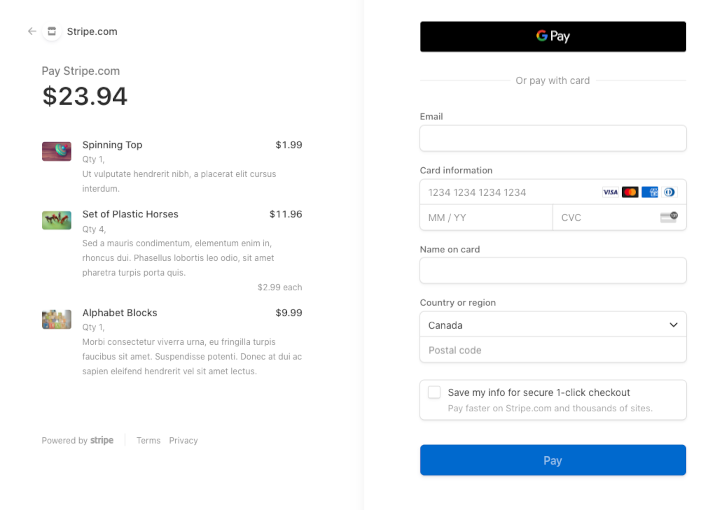 Stripe.com
Pay Stripe.com
$23.94
Spinning Top $1.99
Qty 1,
Ut vulputate hendrerit nibh, a placerat elit cursus
interdum.
Set of Plastic Horses $11.96
Qty 4,
Sed a mauris condimentum, elementum enim in,
rhoncus dui. Phasellus lobortis leo odio, sit amet
pharetra turpis porta quis.
$2.99 each
Alphabet Blocks $9.99
Qty 1,
Morbi consectetur viverra urna, eu fringilla turpis
faucibus sit amet. Suspendisse potenti. Donec at dui ac
sapien eleifend hendrerit vel sit amet lectus.
Powered by stripe Terms Privacy
G Pay
Or pay with card
Email
Card information
1234 1234 1234 1234 VISA
MM / YY CVC
Name on card
Country or region
Canada
Postal code
Save my info for secure 1-click checkout
Pay faster on Stripe.com and thousands of sites.
Pay